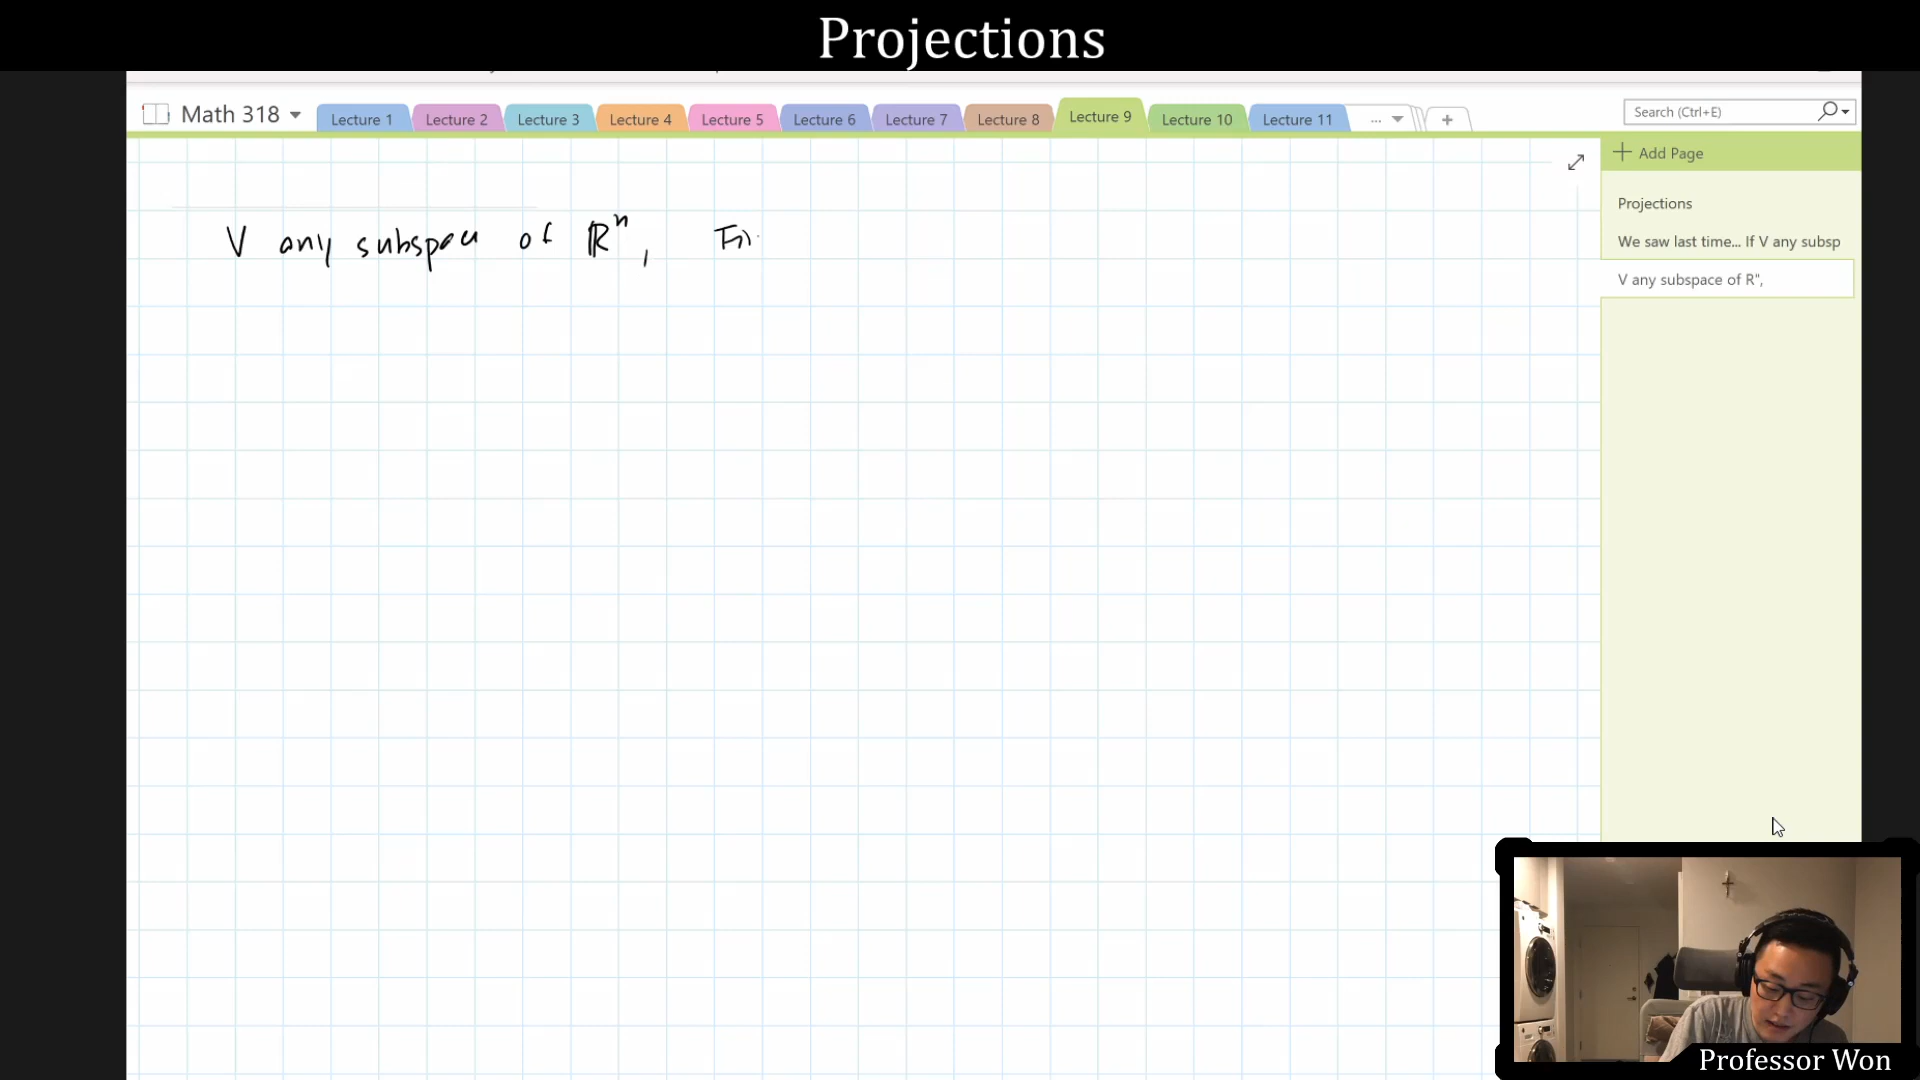 Projections
Math 318
Lecture 1
Lecture 2
Lecture 3
Lecture 4
Lecture 5
Lecture 6
Lecture 7
Lecture 8
Lecture 9
Lecture 10
Lecture 11
...
+
Search (Ctrl+E)
+ Add Page
Projections
We saw last time... If V any subsp
V any subspace of R",
V any subspace of ℝⁿ,
Professor Won